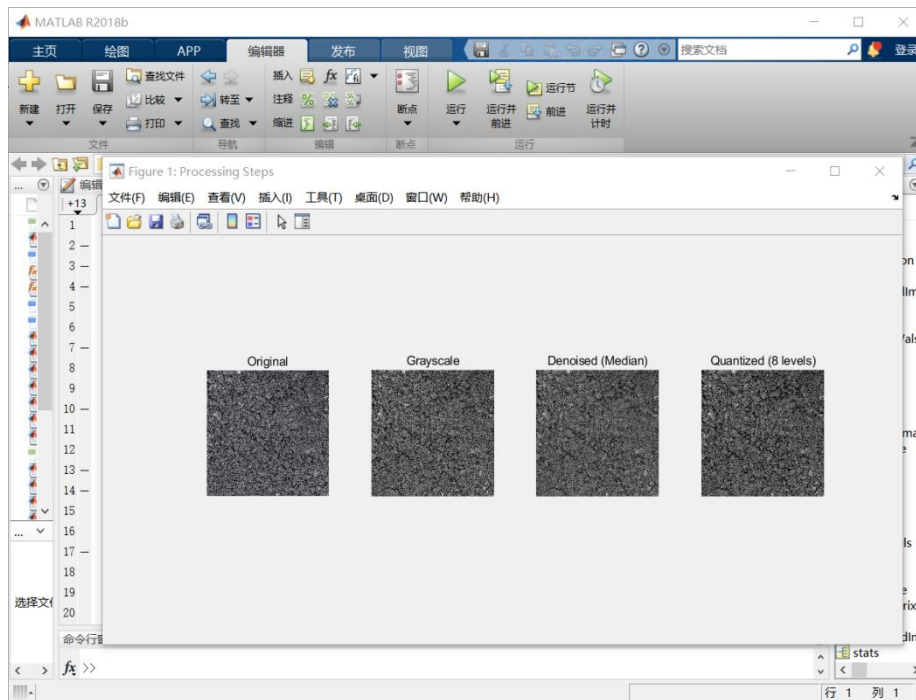 MATLAB R2018b
主页 绘图 APP 编辑器 发布 视图 搜索文档 登录
新建 打开 保存 查找文件 比较 打印 转至 查找 插入 注释 缩进 断点 运行 运行并前进 运行节 前进 运行并计时
文件 导航 编辑 断点 运行
Figure 1: Processing Steps
文件(F) 编辑(E) 查看(V) 插入(I) 工具(T) 桌面(D) 窗口(W) 帮助(H)
+13
1
2 —
3 —
4 —
5
6
7 —
8
9
10 —
11
12
13 —
14 —
15
16
17 —
18
19
20
Original Grayscale Denoised (Median) Quantized (8 levels)
fx >>
stats
行 1 列 1